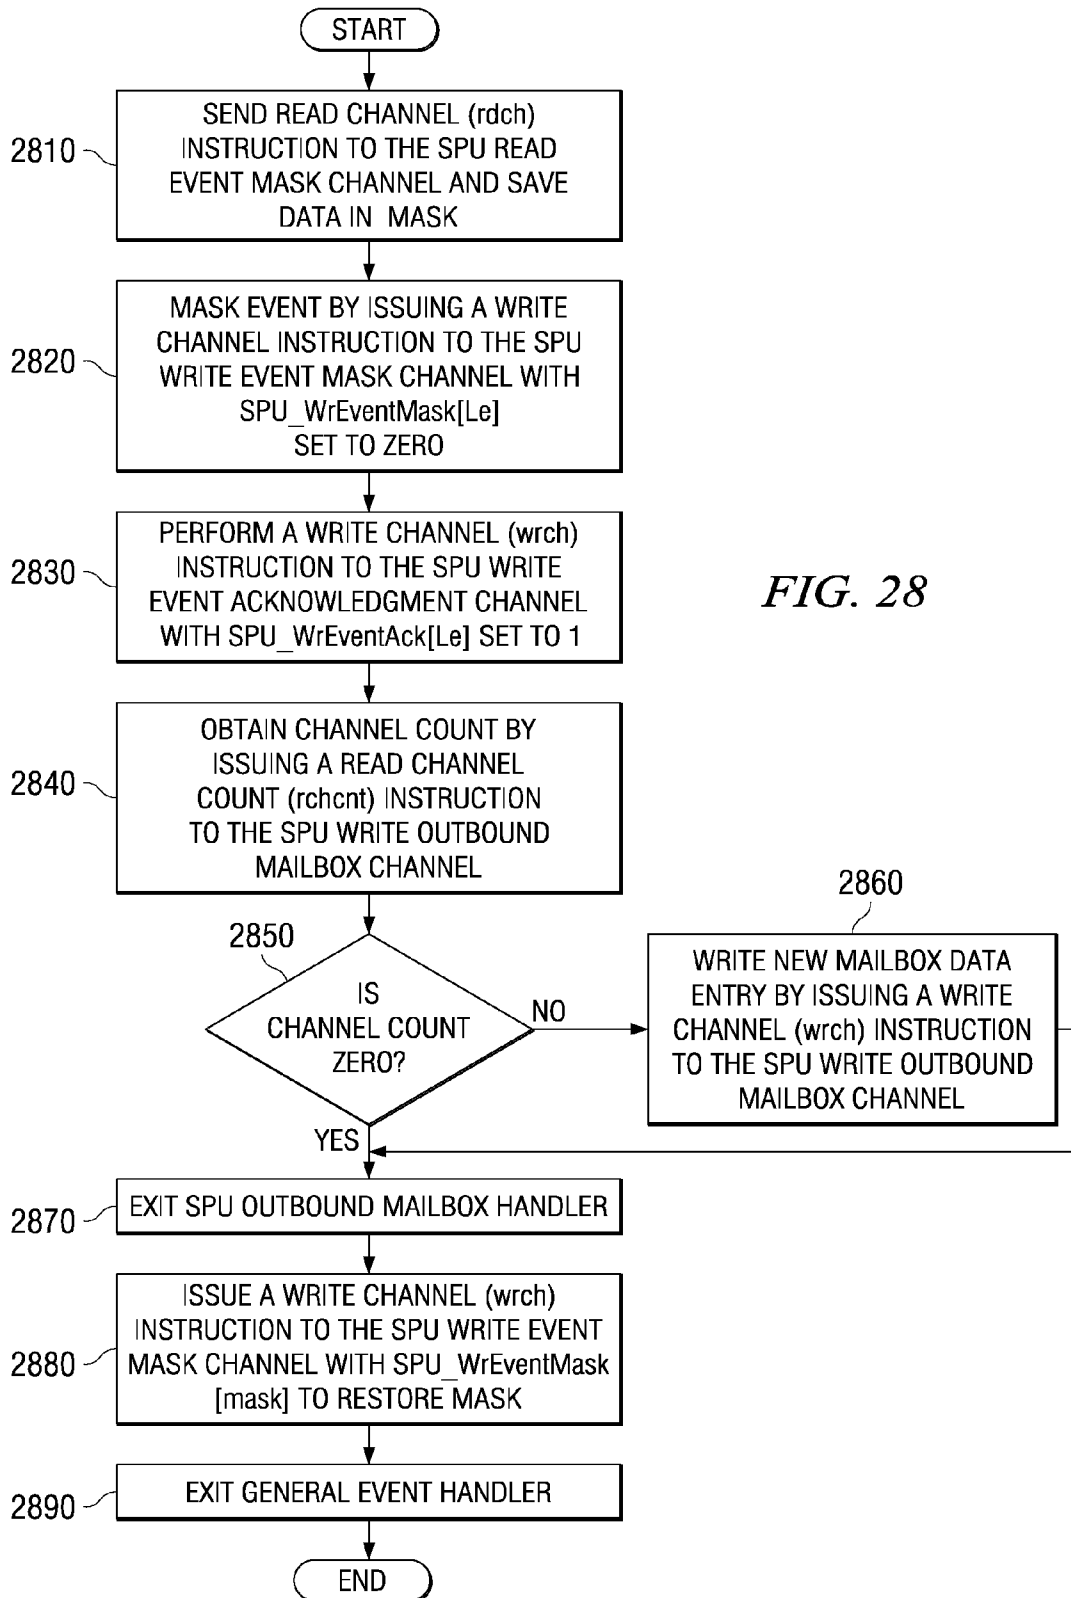 START
2810
SEND READ CHANNEL (rdch)
INSTRUCTION TO THE SPU READ
EVENT MASK CHANNEL AND SAVE
DATA IN MASK
2820
MASK EVENT BY ISSUING A WRITE
CHANNEL INSTRUCTION TO THE SPU
WRITE EVENT MASK CHANNEL WITH
SPU_WrEventMask[Le]
SET TO ZERO
2830
PERFORM A WRITE CHANNEL (wrch)
INSTRUCTION TO THE SPU WRITE
EVENT ACKNOWLEDGMENT CHANNEL
WITH SPU_WrEventAck[Le] SET TO 1
FIG. 28
2840
OBTAIN CHANNEL COUNT BY
ISSUING A READ CHANNEL
COUNT (rchcnt) INSTRUCTION
TO THE SPU WRITE OUTBOUND
MAILBOX CHANNEL
2850
IS
CHANNEL COUNT
ZERO?
NO
2860
WRITE NEW MAILBOX DATA
ENTRY BY ISSUING A WRITE
CHANNEL (wrch) INSTRUCTION
TO THE SPU WRITE OUTBOUND
MAILBOX CHANNEL
YES
2870
EXIT SPU OUTBOUND MAILBOX HANDLER
2880
ISSUE A WRITE CHANNEL (wrch)
INSTRUCTION TO THE SPU WRITE EVENT
MASK CHANNEL WITH SPU_WrEventMask
[mask] TO RESTORE MASK
2890
EXIT GENERAL EVENT HANDLER
END